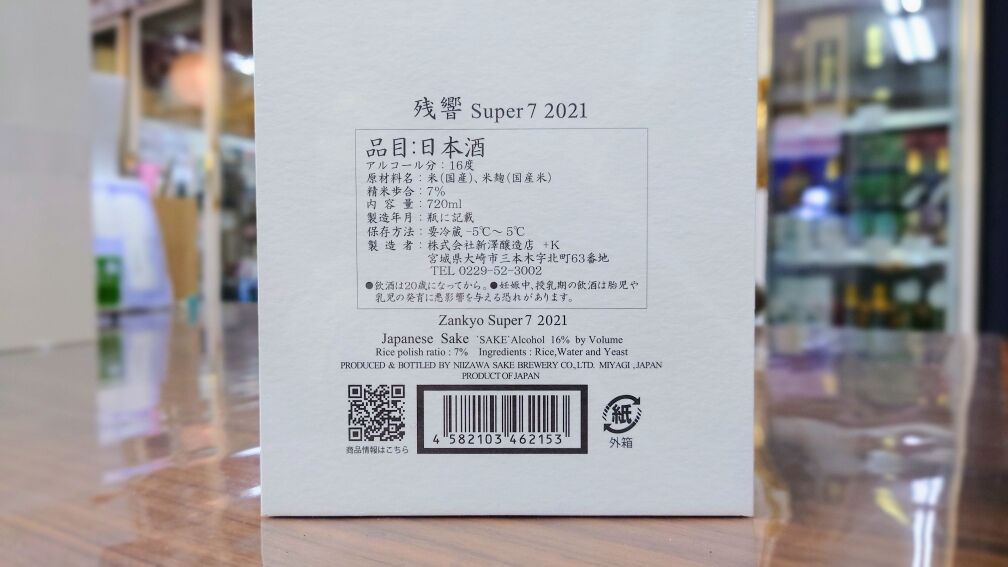 残響 Super 7 2021
品目:日本酒
アルコール分:16度
原材料名:米(国産)、米麹(国産米)
精米歩合:7%
内容量:720ml
製造年月:瓶に記載
保存方法:要冷蔵 -5℃～5℃
製造者:株式会社新澤醸造店 +K
宮城県大崎市三本木字北町63番地
TEL 0229-52-3002
●飲酒は20歳になってから。●妊娠中、授乳期の飲酒は胎児や
乳児の発育に悪影響を与える恐れがあります。
Zankyo Super 7 2021
Japanese Sake "SAKE" Alcohol 16% by Volume
Rice polish ratio : 7% Ingredients : Rice,Water and Yeast
PRODUCED & BOTTLED BY NIIZAWA SAKE BREWERY CO.,LTD. MIYAGI ,JAPAN
PRODUCT OF JAPAN
商品情報はこちら
4 582103 462153
紙
外箱